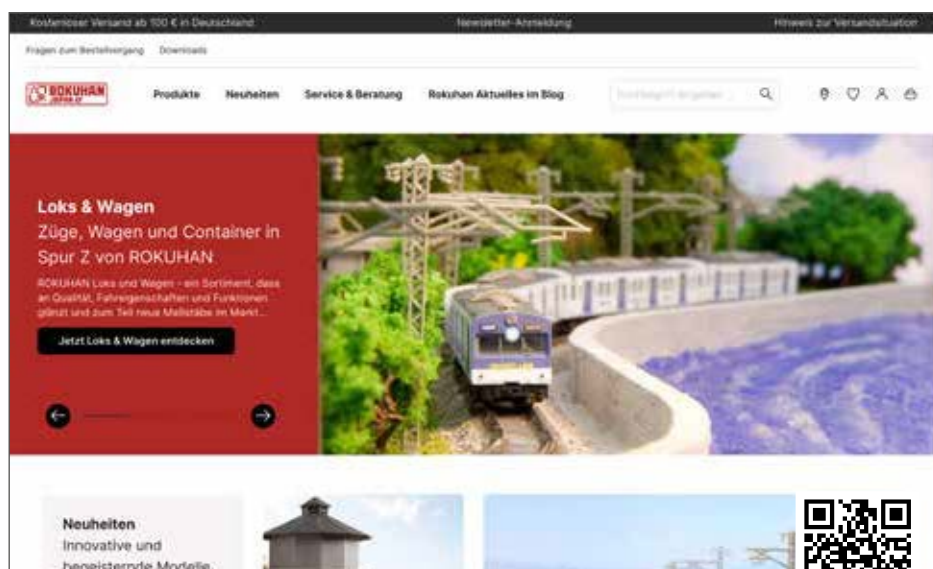 Kostenloser Versand ab 100 € in Deutschland
Newsletter-Anmeldung
Hinweis zur Versandsituation
Fragen zum Bestellvorgang
Downloads
ROKUHAN
Produkte
Neuheiten
Service & Beratung
Rokuhan Aktuelles im Blog
Loks & Wagen
Züge, Wagen und Container in
Spur Z von ROKUHAN
ROKUHAN Loks und Wagen - ein Sortiment, dass
an Qualität, Fahreigenschaften und Funktionen
glänzt und zum Teil neue Maßstäbe im Markt...
Jetzt Loks & Wagen entdecken
Neuheiten
Innovative und
begeisternde Modelle,